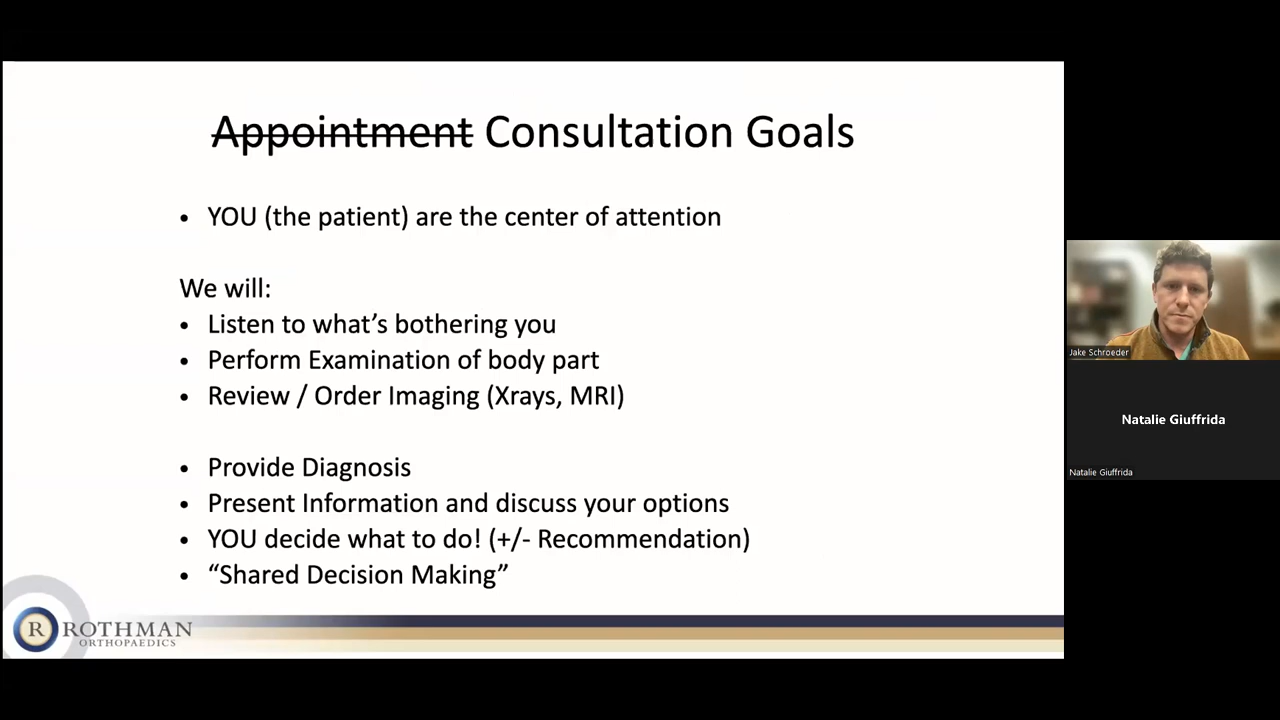 Appointment Consultation Goals
• YOU (the patient) are the center of attention
We will:
• Listen to what’s bothering you
• Perform Examination of body part
• Review / Order Imaging (Xrays, MRI)
• Provide Diagnosis
• Present Information and discuss your options
• YOU decide what to do! (+/- Recommendation)
• “Shared Decision Making”
R ROTHMAN
ORTHOPAEDICS
Jake Schroeder
Natalie Giuffrida
Natalie Giuffrida